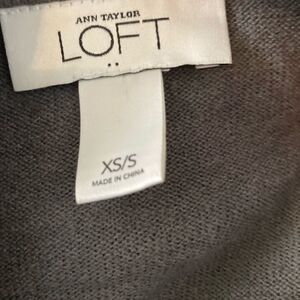 ANN TAYLOR
LOFT
XS/S
MADE IN CHINA